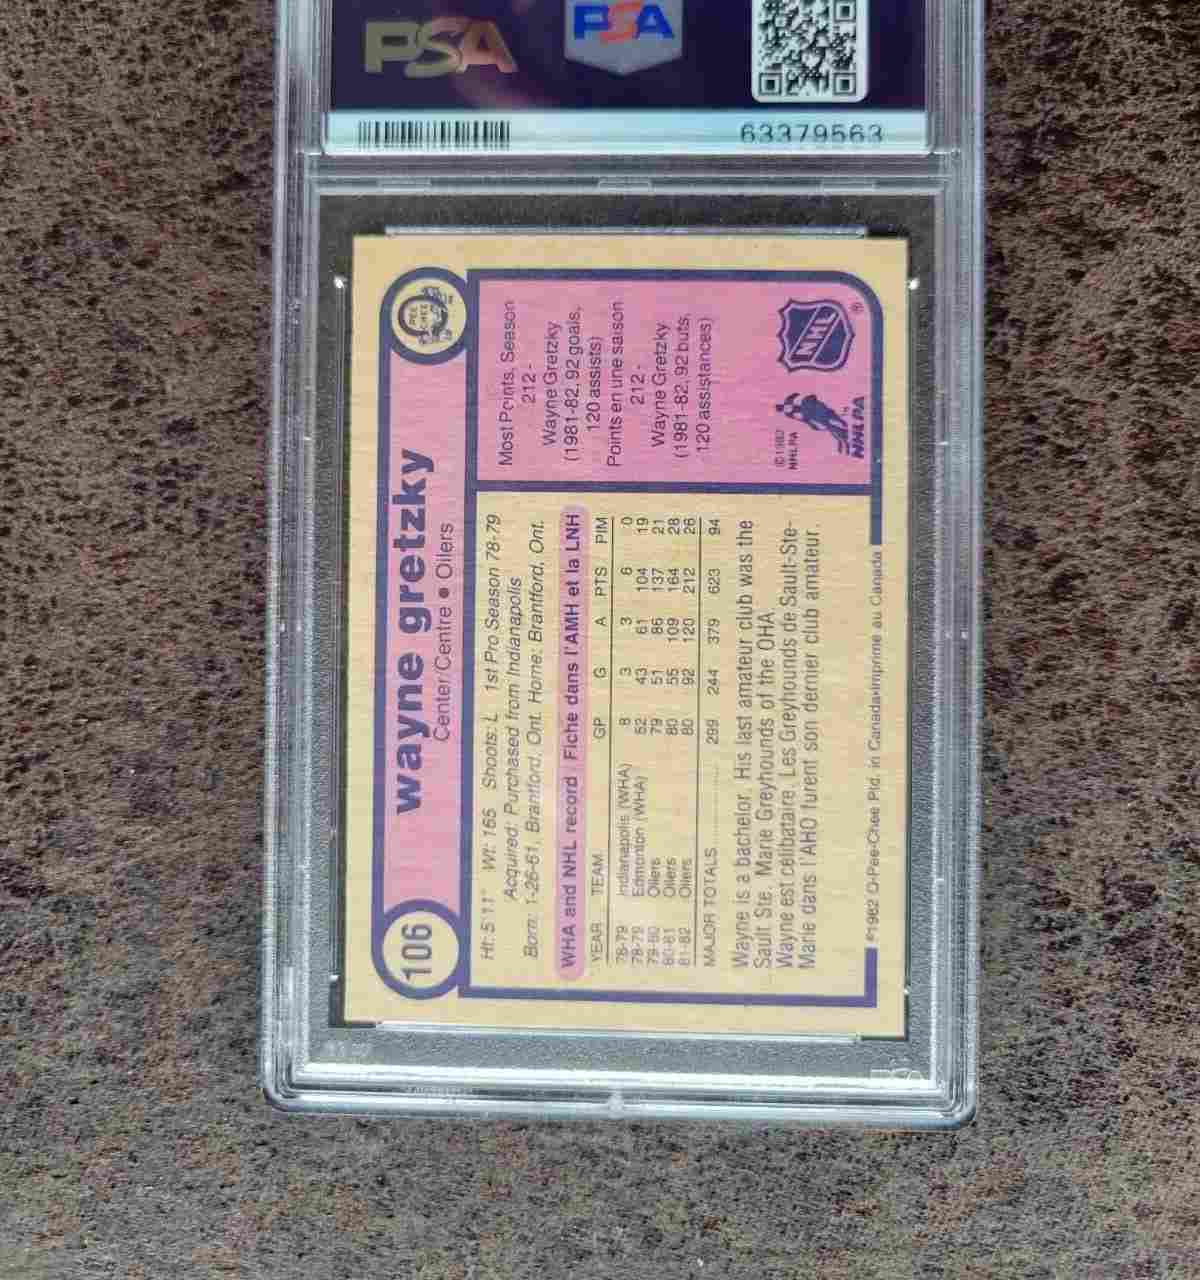 PSA
PSA
63379563
O PEE CHEE
106
wayne gretzky
Center/Centre • Oilers
Ht: 5'11" Wt: 165 Shoots: L 1st Pro Season 78-79
Acquired: Purchased from Indianapolis
Born: 1-26-61, Brantford, Ont. Home: Brantford, Ont.
WHA and NHL record Fiche dans l'AMH et la LNH
YEAR TEAM GP G A PTS PIM
78-79 Indianapolis (WHA) 8 3 3 6 0
78-79 Edmonton (WHA) 52 43 61 104 19
79-80 Oilers 79 51 86 137 21
80-81 Oilers 80 55 109 164 28
81-82 Oilers 80 92 120 212 26
MAJOR TOTALS 299 244 379 623 94
Wayne is a bachelor. His last amateur club was the
Sault Ste. Marie Greyhounds of the OHA.
Wayne est célibataire. Les Greyhounds de Sault-Ste-
Marie dans l'AHO furent son dernier club amateur.
©1982 O-Pee-Chee Ptd. in Canada•Imprimé au Canada
Most Points, Season
212 -
Wayne Gretzky
(1981-82, 92 goals,
120 assists)
Points en une saison
212 -
Wayne Gretzky
(1981-82, 92 buts,
120 assistances)
©1982
NHLPA
NHLPA™
NHL ®